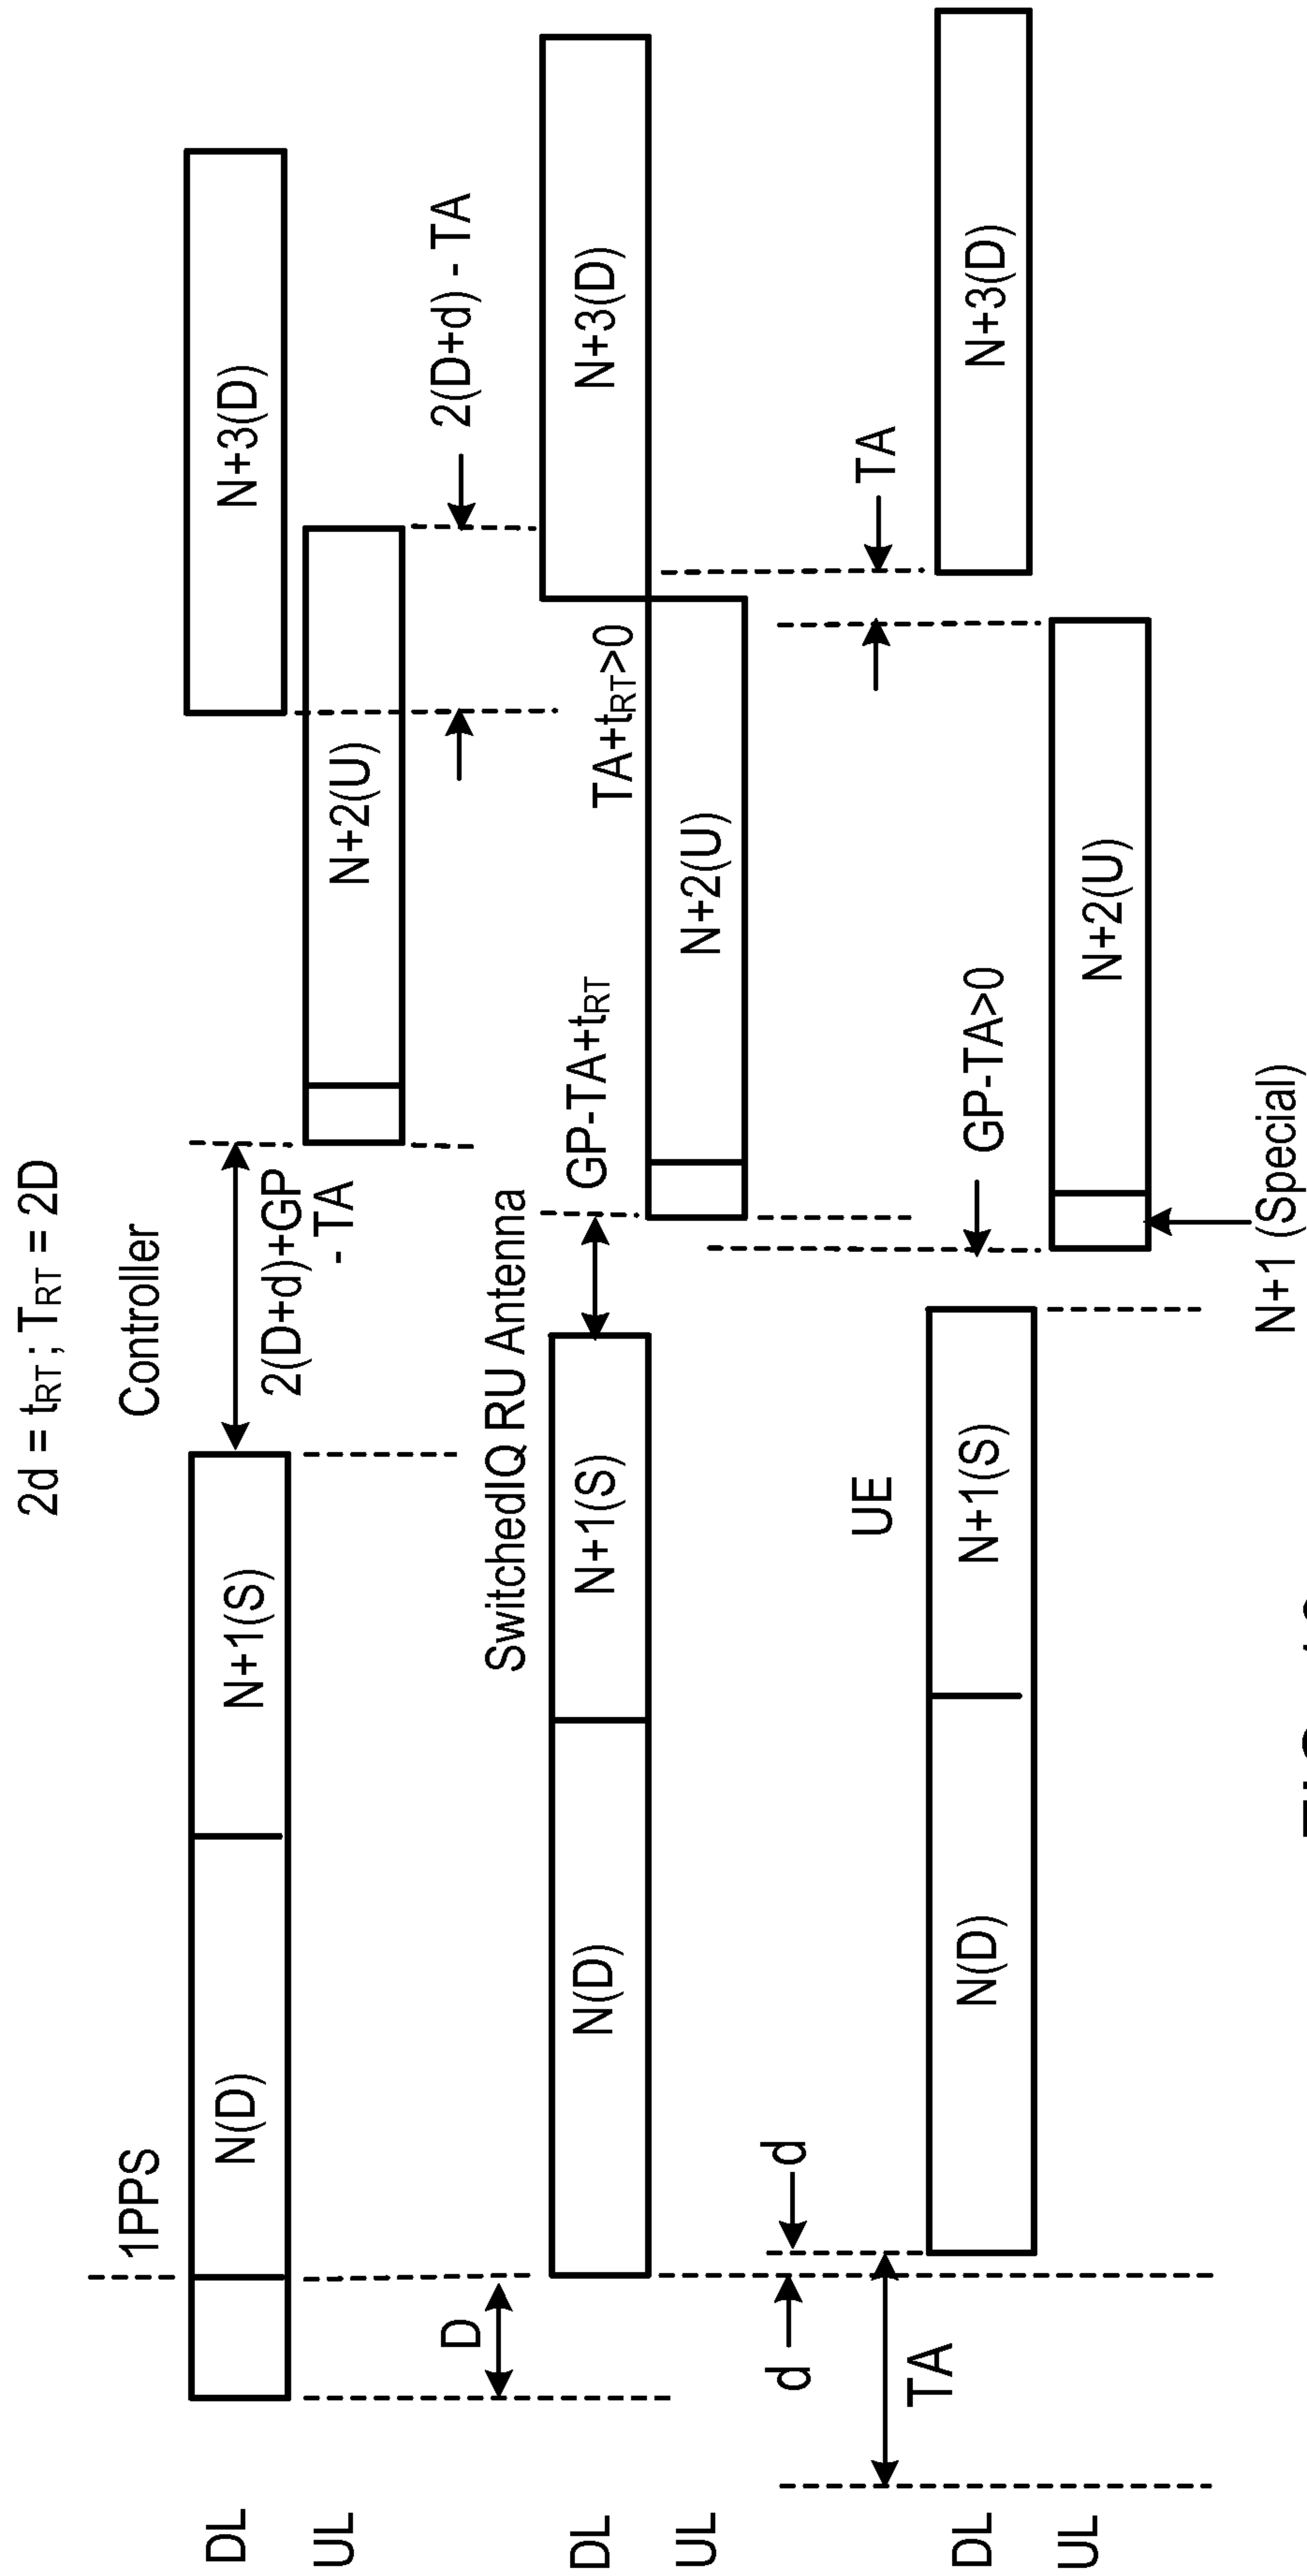 2d = tRT; TRT = 2D
Controller
1PPS
DL
N(D)
N+1(S)
N+3(D)
UL
2(D+d)+GP
- TA
N+2(U)
D
2(D+d) - TA
SwitchedIQ RU Antenna
GP-TA+tRT
TA+tRT>0
DL
N(D)
N+1(S)
N+3(D)
UL
N+2(U)
d
d
TA
UE
GP-TA>0
TA
DL
N(D)
N+1(S)
N+3(D)
UL
N+2(U)
N+1 (Special)